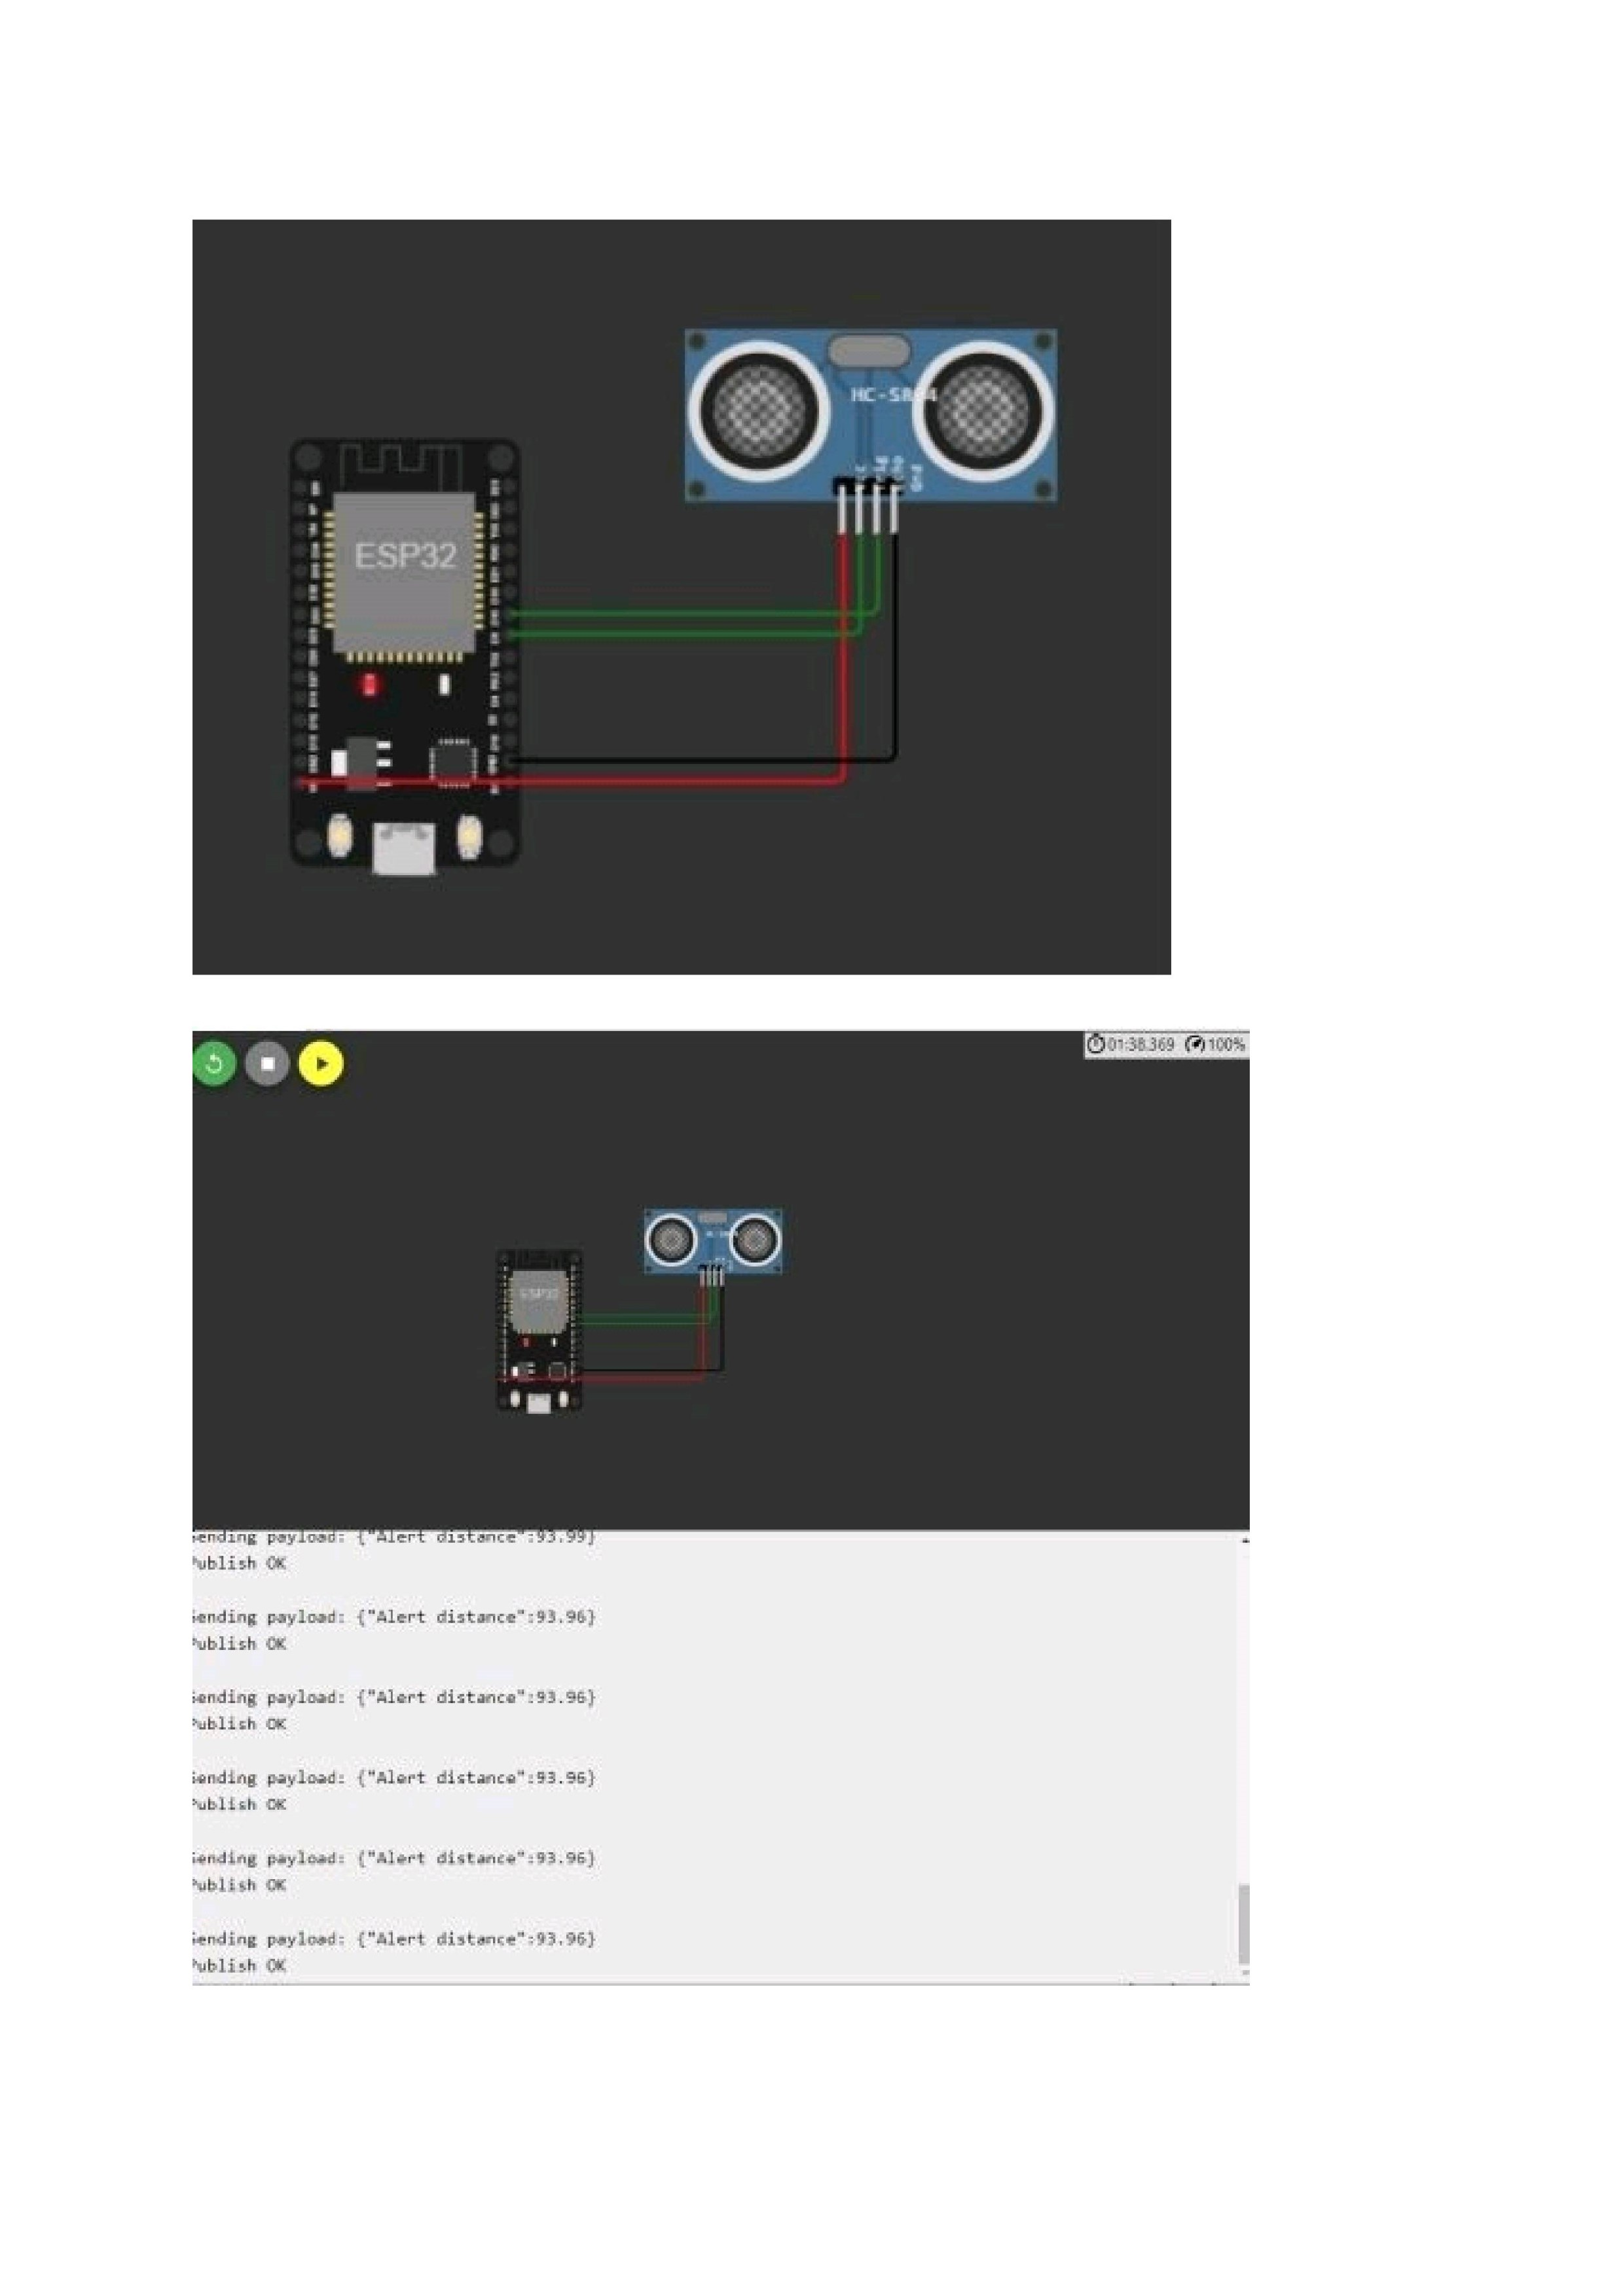 HC-SR04
Gnd
ESP32
01:38.369 100%
ESP32
ending payload: {"Alert distance":93.99}
ublish OK
ending payload: {"Alert distance":93.96}
ublish OK
ending payload: {"Alert distance":93.96}
ublish OK
ending payload: {"Alert distance":93.96}
ublish OK
ending payload: {"Alert distance":93.96}
ublish OK
ending payload: {"Alert distance":93.96}
ublish OK